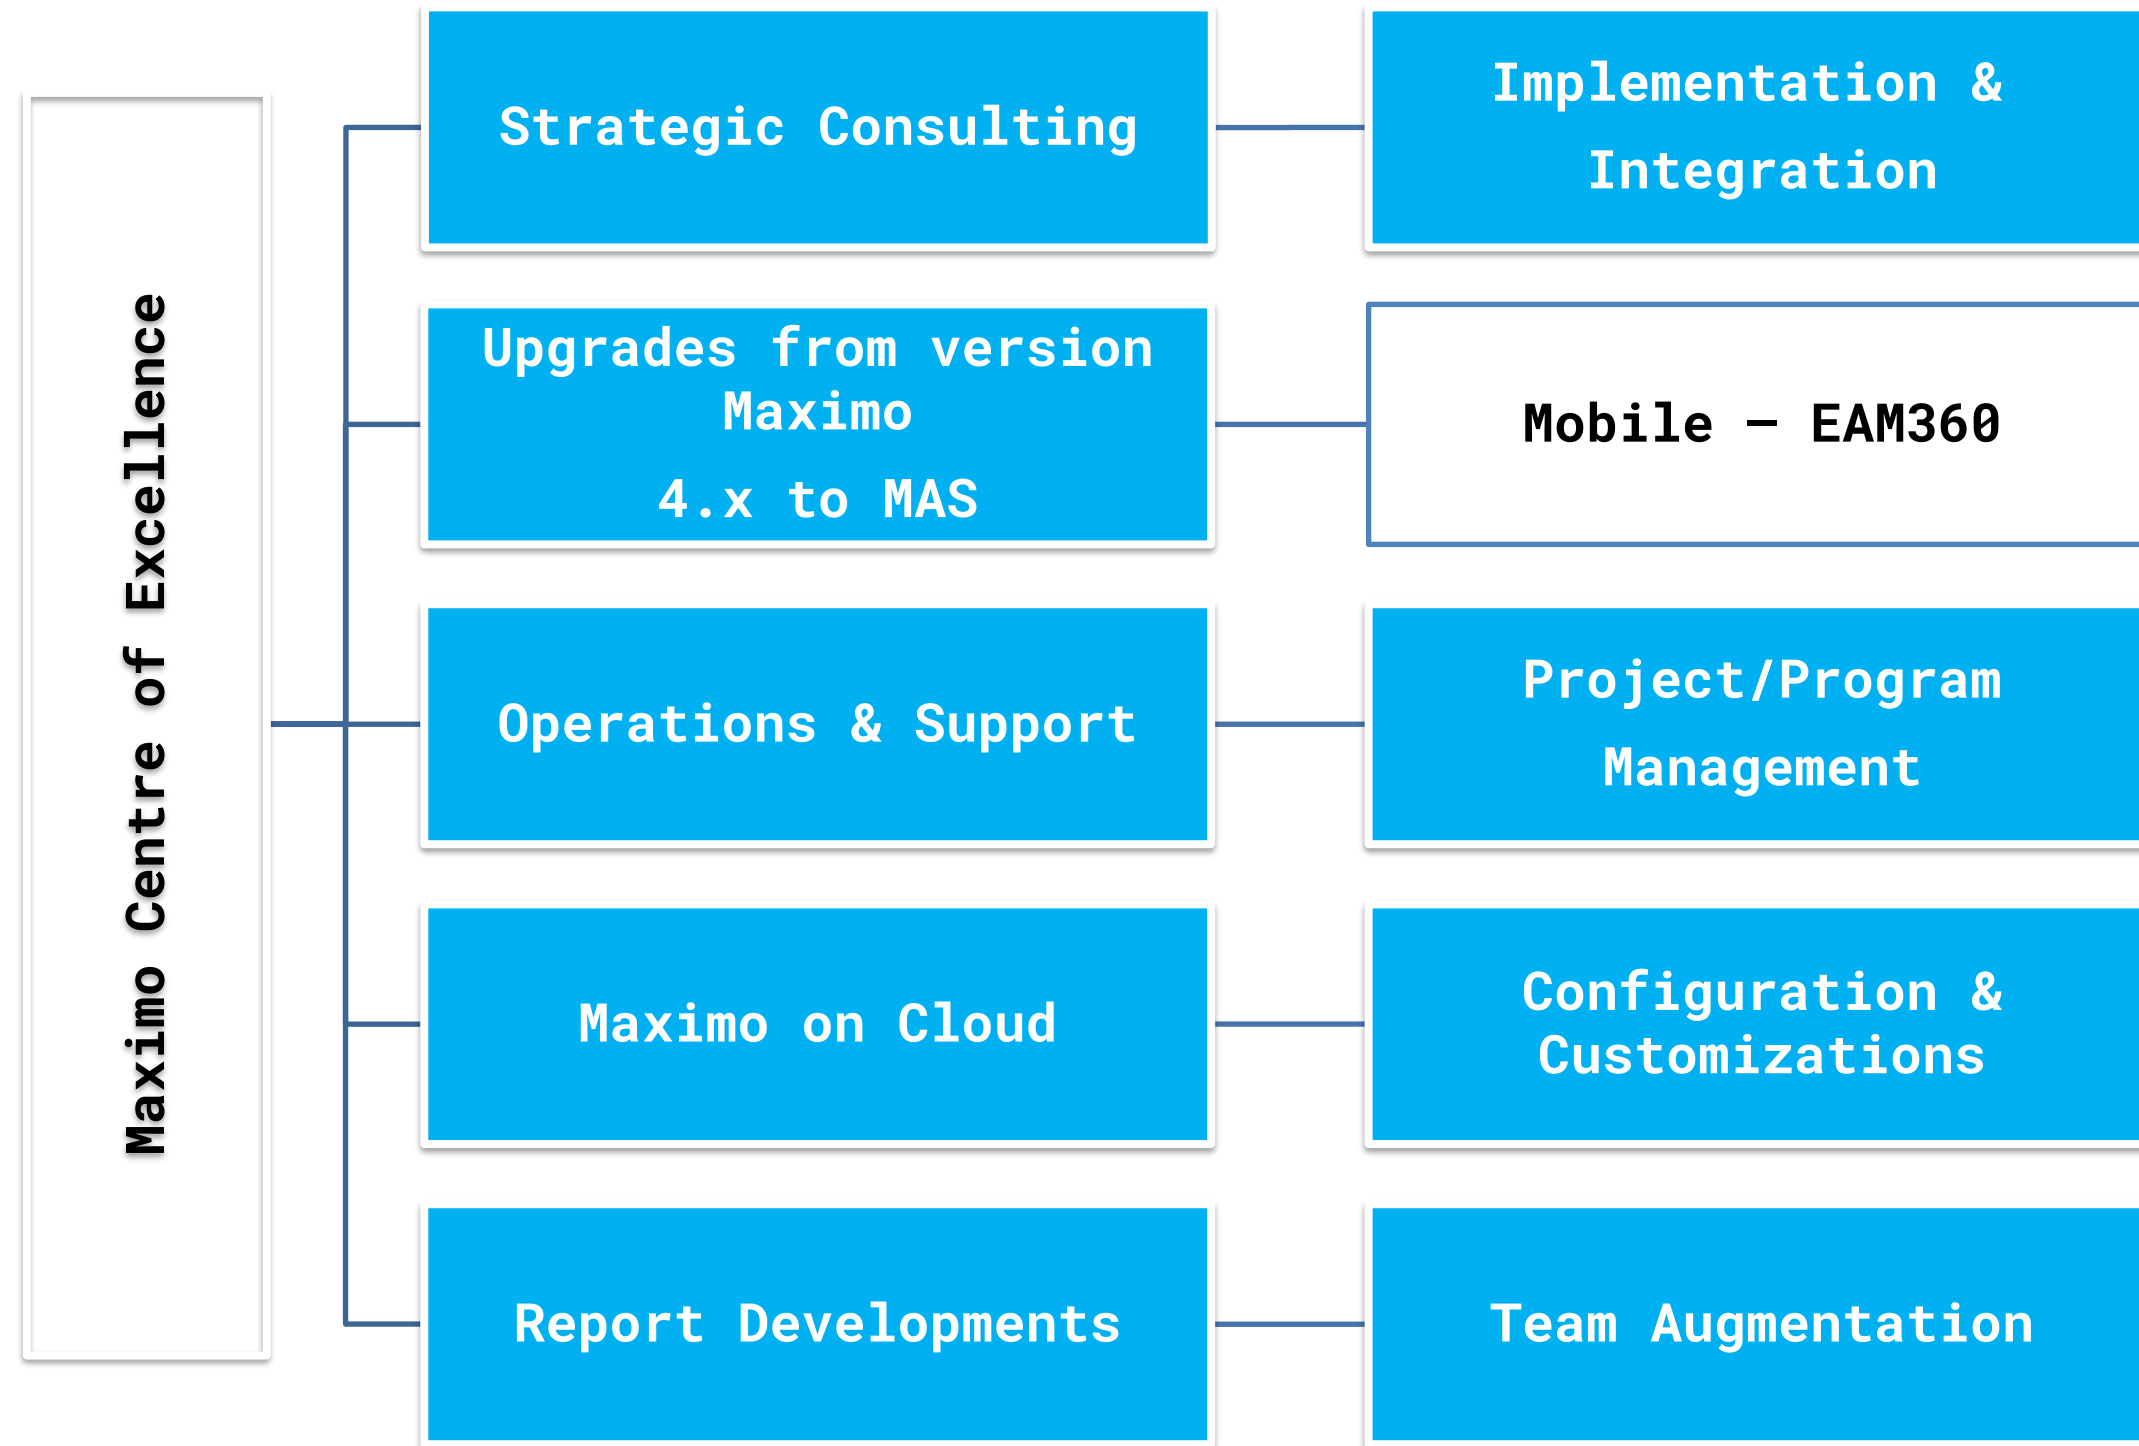 Maximo Centre of Excellence
Strategic Consulting
Implementation &
Integration
Upgrades from version
Maximo
4.x to MAS
Mobile – EAM360
Operations & Support
Project/Program
Management
Maximo on Cloud
Configuration &
Customizations
Report Developments
Team Augmentation